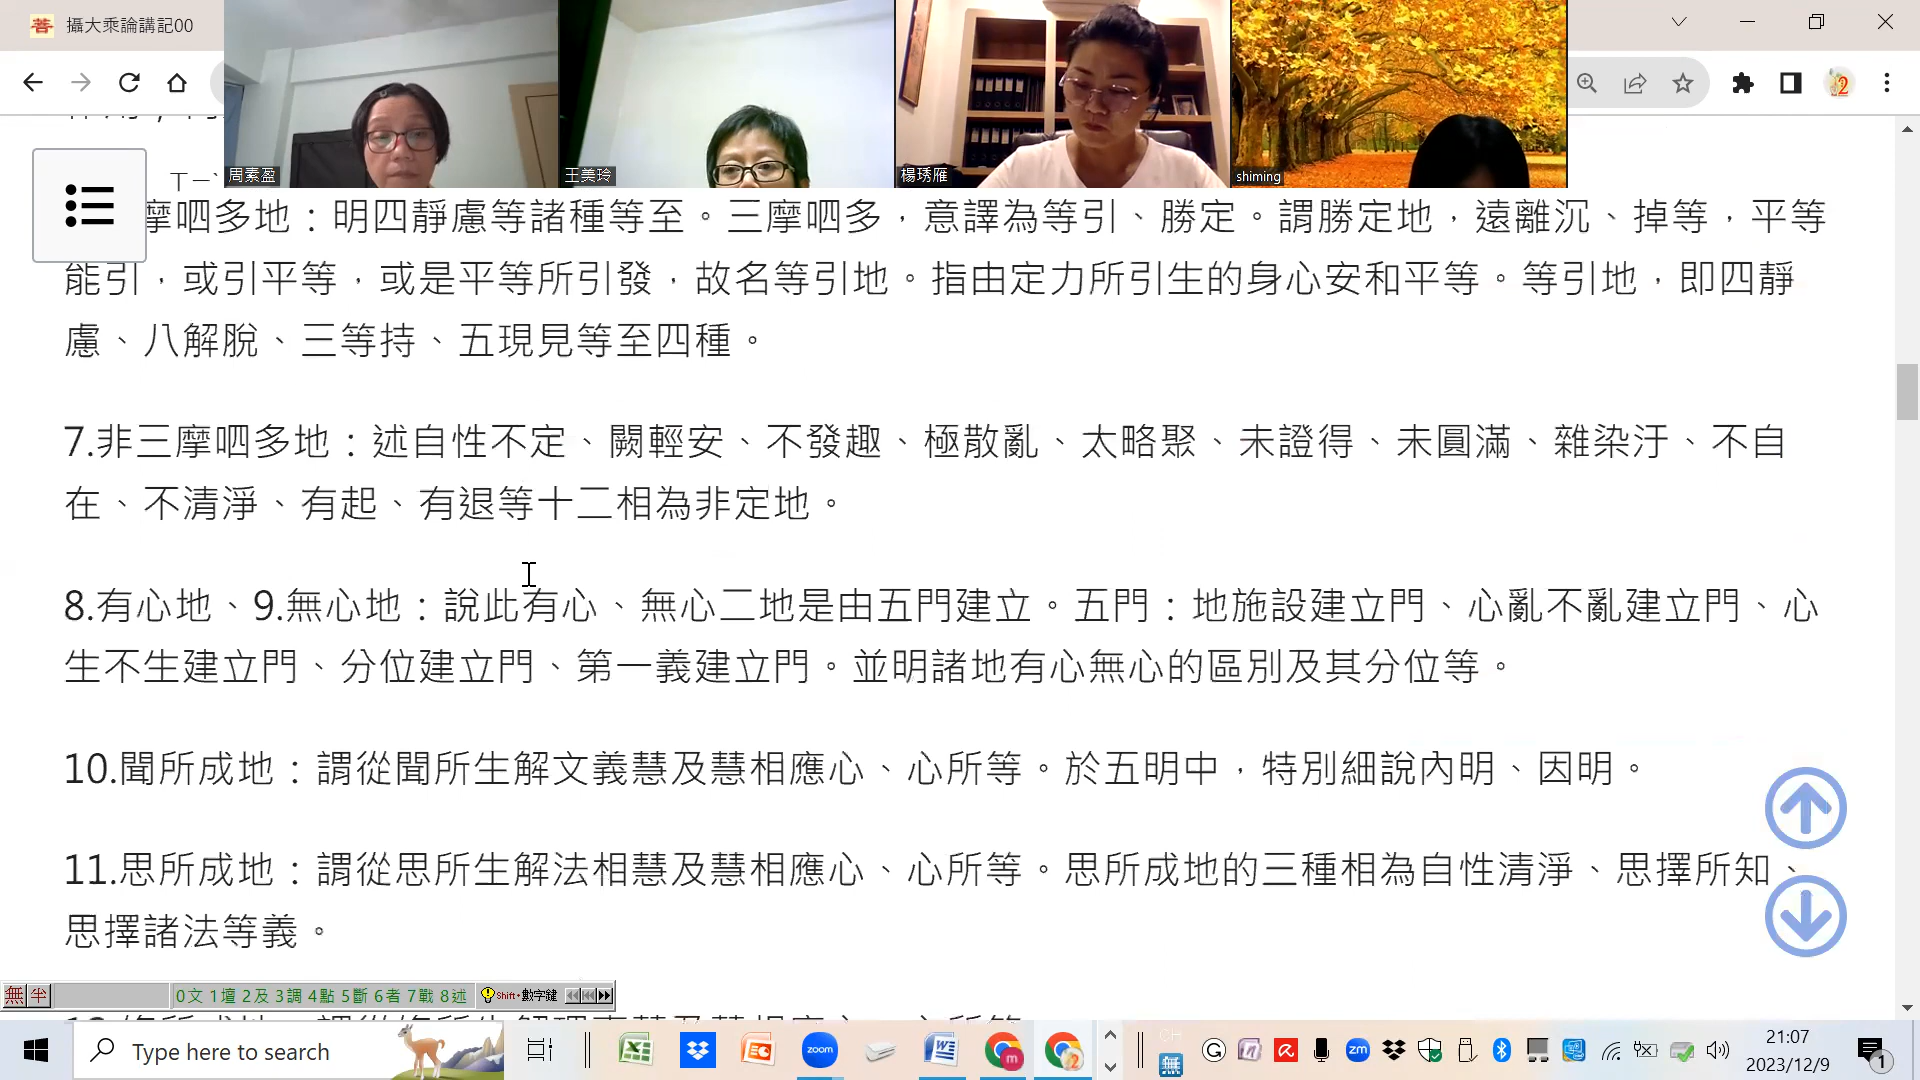 攝大乘論講記00
周素盈
王美玲
楊琇雁
shiming
摩呬多地：明四靜慮等諸種等至。三摩呬多，意譯為等引、勝定。謂勝定地，遠離沉、掉等，平等
能引，或引平等，或是平等所引發，故名等引地。指由定力所引生的身心安和平等。等引地，即四靜
慮、八解脫、三等持、五現見等至四種。
7.非三摩呬多地：述自性不定、闕輕安、不發趣、極散亂、太略聚、未證得、未圓滿、雜染汙、不自
在、不清淨、有起、有退等十二相為非定地。
8.有心地、9.無心地：說此有心、無心二地是由五門建立。五門：地施設建立門、心亂不亂建立門、心
生不生建立門、分位建立門、第一義建立門。並明諸地有心無心的區別及其分位等。
10.聞所成地：謂從聞所生解文義慧及慧相應心、心所等。於五明中，特別細說內明、因明。
11.思所成地：謂從思所生解法相慧及慧相應心、心所等。思所成地的三種相為自性清淨、思擇所知、
思擇諸法等義。
無 半 0文 1壇 2及 3調 4點 5斷 6者 7戰 8述 Shift+數字鍵
Type here to search
zoom
zm
無
21:07
2023/12/9
1